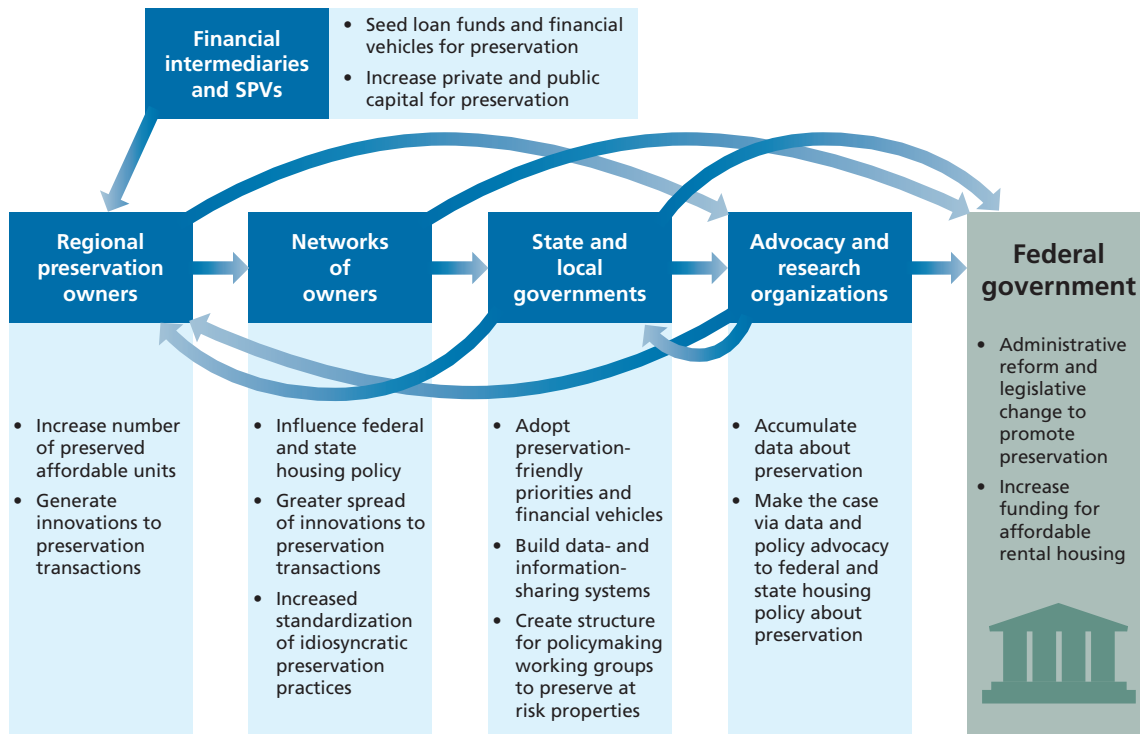 Financial
intermediaries
and SPVs
• Seed loan funds and financial
vehicles for preservation
• Increase private and public
capital for preservation
Regional
preservation
owners
• Increase number
of preserved
affordable units
• Generate
innovations to
preservation
transactions
Networks
of
owners
• Influence federal
and state
housing policy
• Greater spread
of innovations to
preservation
transactions
• Increased
standardization
of idiosyncratic
preservation
practices
State and
local
governments
• Adopt
preservation-
friendly
priorities and
financial vehicles
• Build data- and
information-
sharing systems
• Create structure
for policymaking
working groups
to preserve at
risk properties
Advocacy and
research
organizations
• Accumulate
data about
preservation
• Make the case
via data and
policy advocacy
to federal and
state housing
policy about
preservation
Federal
government
• Administrative
reform and
legislative
change to
promote
preservation
• Increase
funding for
affordable
rental housing